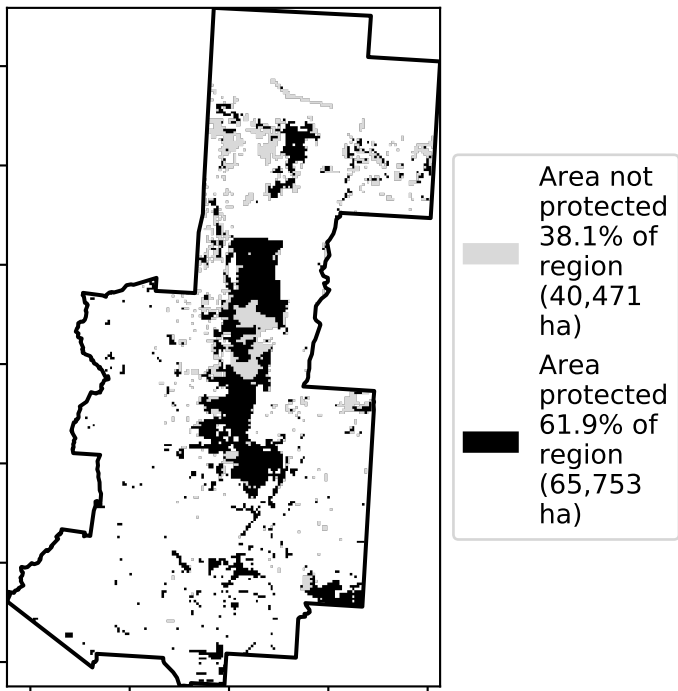 Area not
protected
38.1% of
region
(40,471
ha)
Area
protected
61.9% of
region
(65,753
ha)